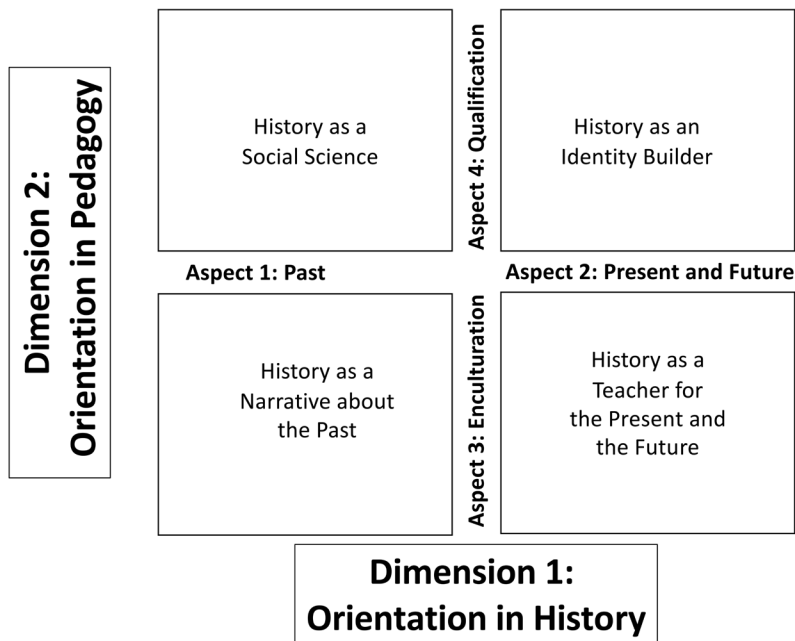 Dimension 2:
Orientation in Pedagogy
History as a
Social Science
Aspect 4: Qualification
History as an
Identity Builder
Aspect 1: Past
Aspect 2: Present and Future
History as a
Narrative about
the Past
Aspect 3: Enculturation
History as a
Teacher for
the Present and
the Future
Dimension 1:
Orientation in History